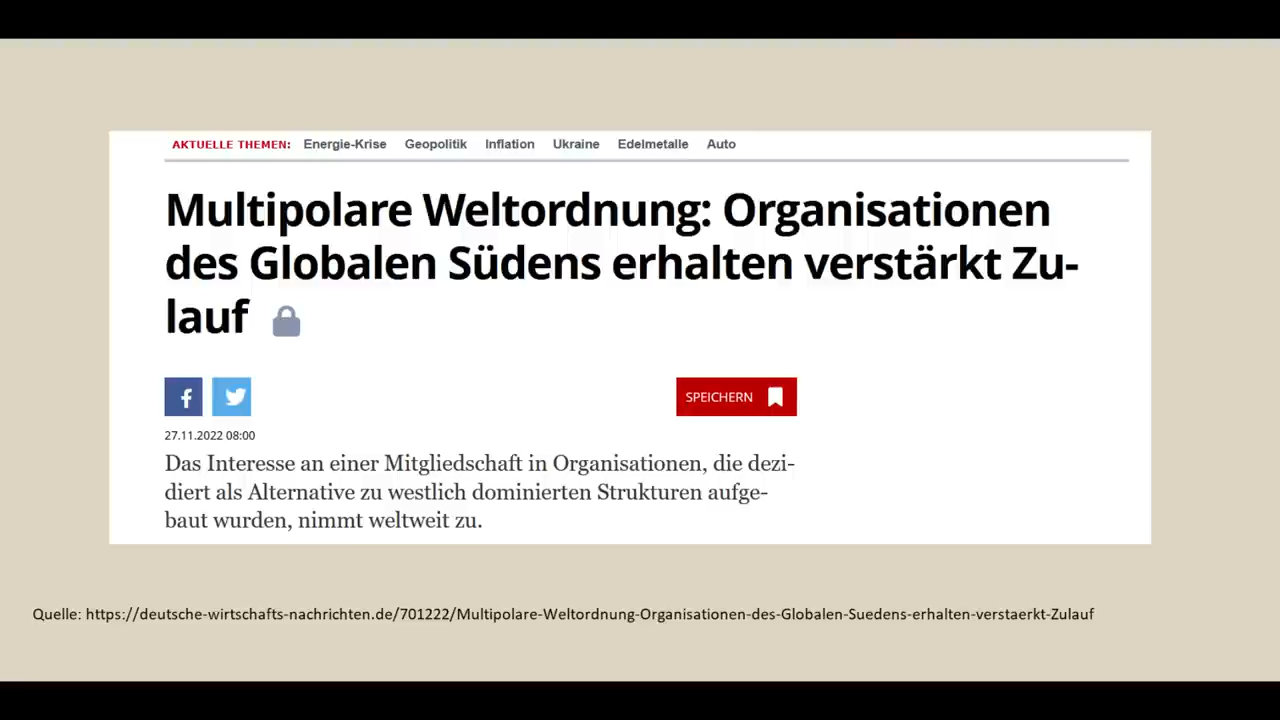 AKTUELLE THEMEN: Energie-Krise Geopolitik Inflation Ukraine Edelmetalle Auto
Multipolare Weltordnung: Organisationen
des Globalen Südens erhalten verstärkt Zu-
lauf
SPEICHERN
27.11.2022 08:00
Das Interesse an einer Mitgliedschaft in Organisationen, die dezi-
diert als Alternative zu westlich dominierten Strukturen aufge-
baut wurden, nimmt weltweit zu.
Quelle: https://deutsche-wirtschafts-nachrichten.de/701222/Multipolare-Weltordnung-Organisationen-des-Globalen-Suedens-erhalten-verstaerkt-Zulauf